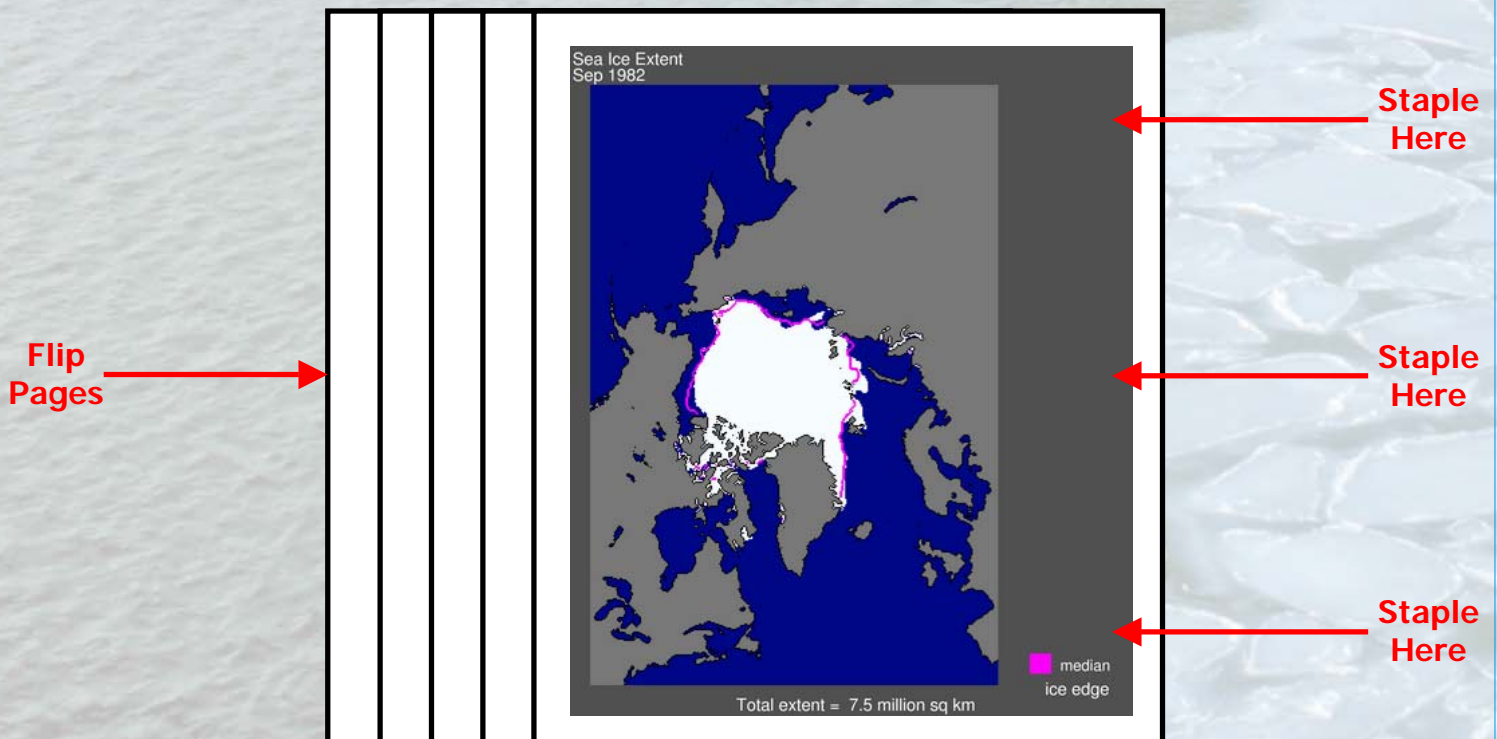 Sea Ice Extent
Sep 1982
Staple
Here
Flip
Pages
Staple
Here
Staple
Here
median
ice edge
Total extent = 7.5 million sq km